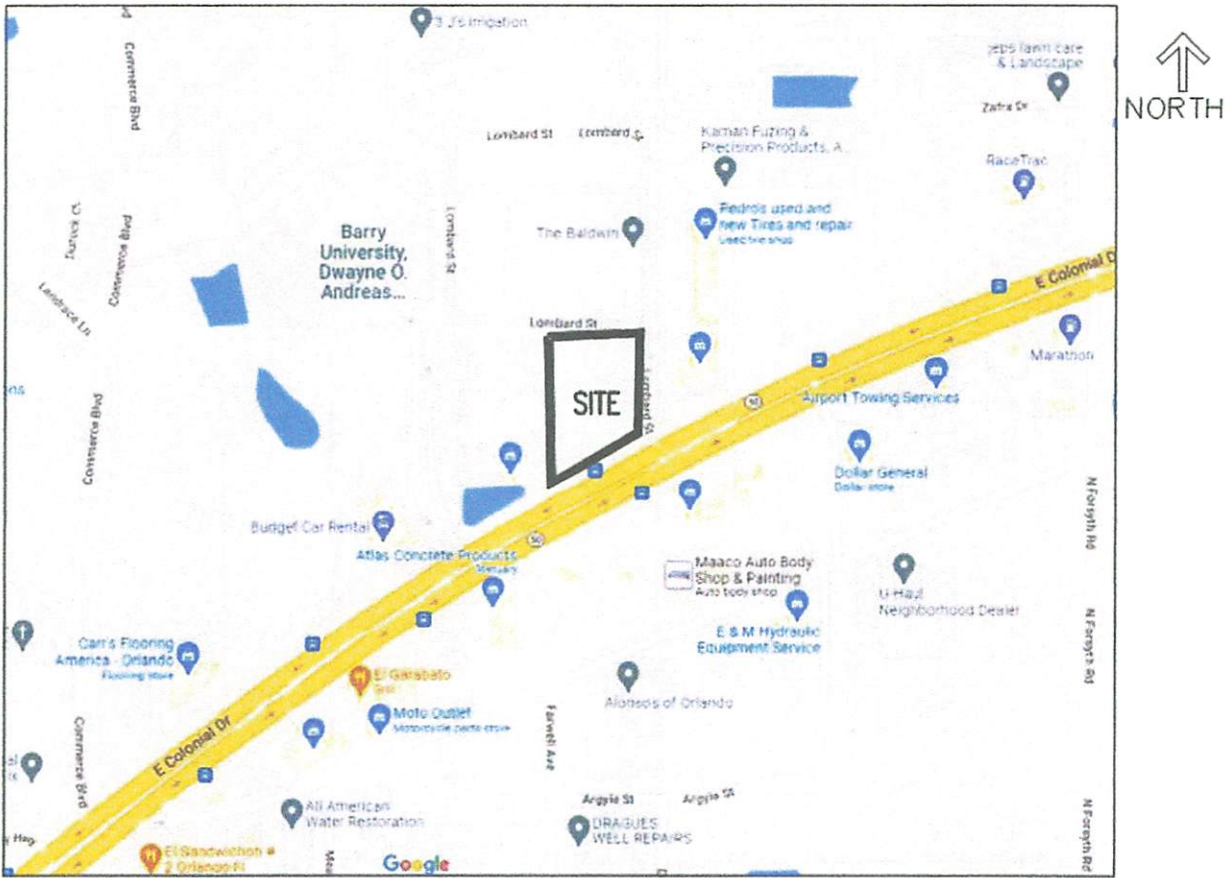 3 J's Irrigation
NORTH
Commerce Blvd
zeps lawn care
& Landscape
Zafra Dr
Lombard St
Lombard
Kaman Fuzing &
Precision Products, A...
RaceTrac
Commerce Blvd
Lombard St
Pedro's used and
new Tires and repair
Used tire shop
The Baldwin
Barry
University,
Dwayne O.
Andreas...
Landrace Ln
E Colonial D
Lombard St
Marathon
SITE
Lombard St
50
Airport Towing Services
Commerce Blvd
Dollar General
Dollar store
N Forsyth Rd
Budget Car Rental
50
Atlas Concrete Products
Maaco Auto Body
Shop & Painting
Auto body shop
U-Haul
Neighborhood Dealer
E & M Hydraulic
Equipment Service
N Forsyth Rd
Carr's Flooring
America - Orlando
Flooring store
El Garabato
Alonsos of Orlando
Moto Outlet
Motorcycle parts store
Farwell Ave
Commerce Blvd
E Colonial Dr
Argyle St
Argyle St
All American
Water Restoration
DRAGUES
WELL REPAIRS
N Forsyth Rd
El Sandwichon #
2 Orlando Fl
Google